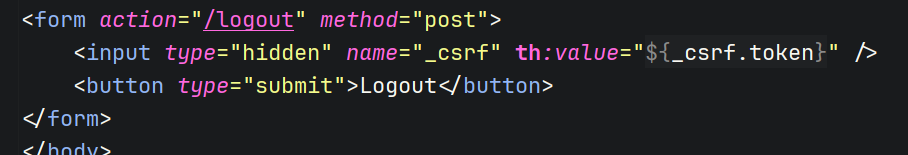 <form action="/logout" method="post">
<input type="hidden" name="_csrf" th:value="${_csrf.token}" />
<button type="submit">Logout</button>
</form>
</body>